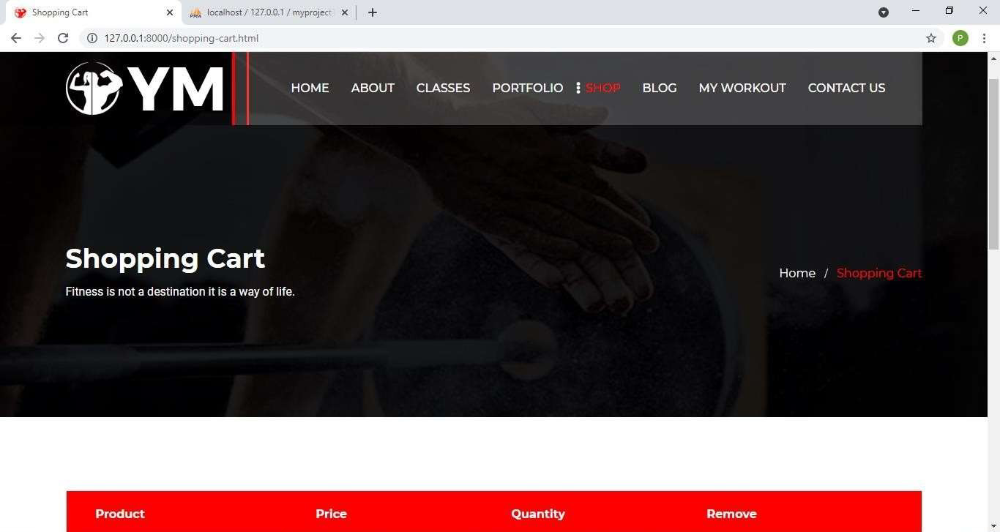 Shopping Cart
localhost / 127.0.0.1 / myproject
127.0.0.1:8000/shopping-cart.html
P
YM
HOME ABOUT CLASSES PORTFOLIO SHOP BLOG MY WORKOUT CONTACT US
Shopping Cart
Fitness is not a destination it is a way of life.
Home / Shopping Cart
Product Price Quantity Remove